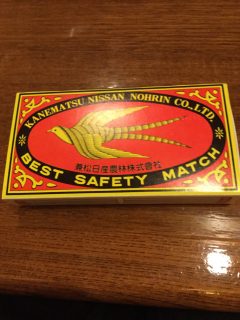 KANEMATSU NISSAN NOHRIN CO., LTD.
兼松日産農林株式會社
BEST SAFETY MATCH